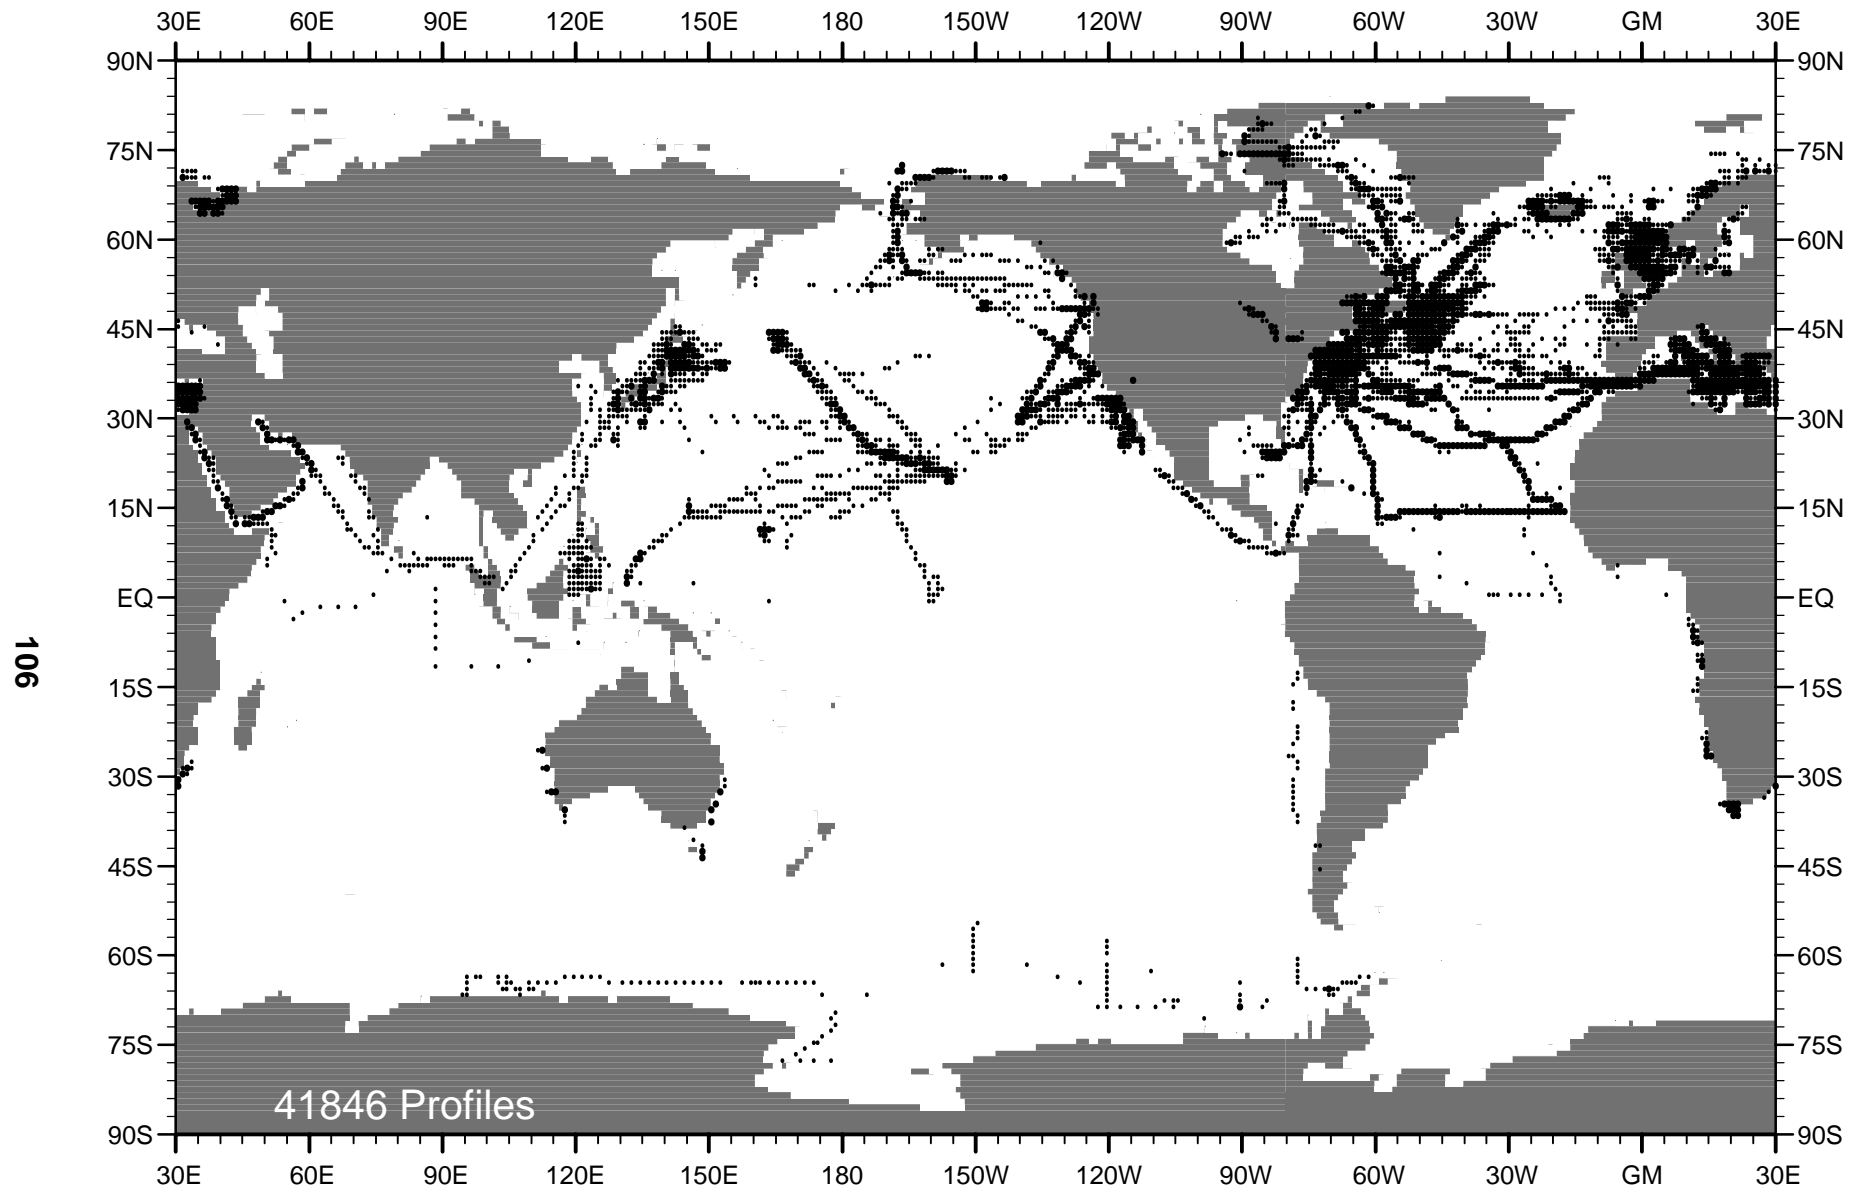 30E 60E 90E 120E 150E 180 150W 120W 90W 60W 30W GM 30E
90N 90N
75N 75N
60N 60N
45N 45N
30N 30N
15N 15N
EQ EQ
106
15S 15S
30S 30S
45S 45S
60S 60S
75S 75S
41846 Profiles
90S 90S
30E 60E 90E 120E 150E 180 150W 120W 90W 60W 30W GM 30E